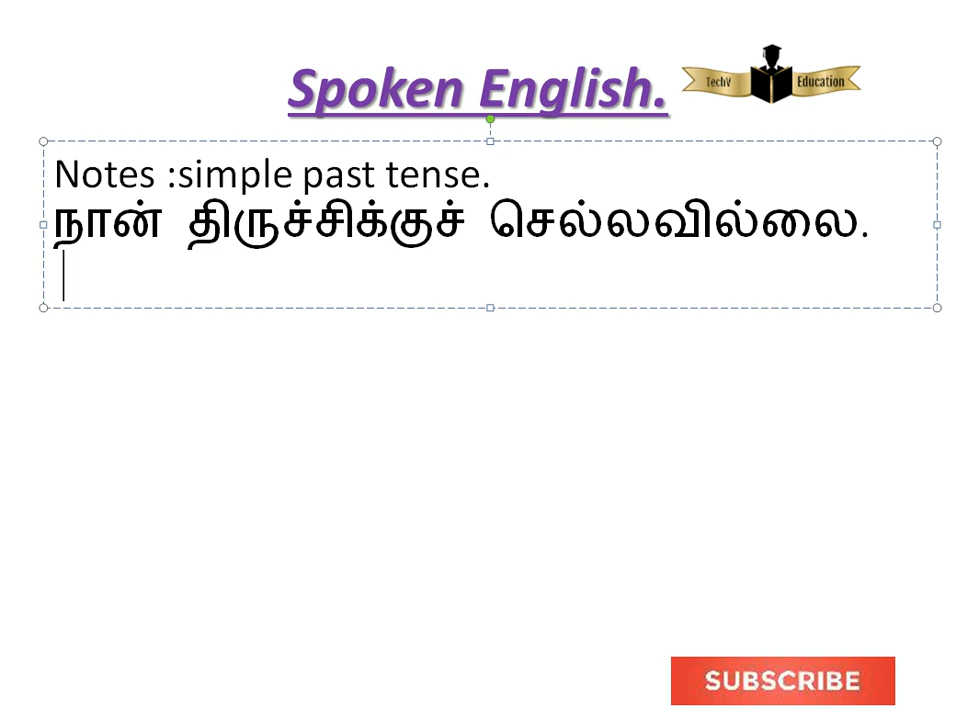 Spoken English.
TechV Education
Notes :simple past tense.
நான் திருச்சிக்குச் செல்லவில்லை.
SUBSCRIBE